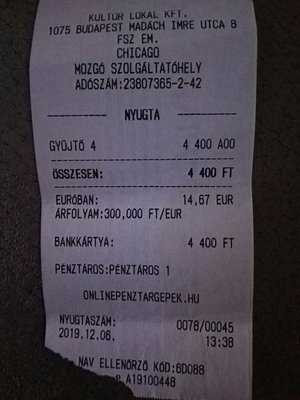 KULTÚR LOKÁL KFT.
1075 BUDAPEST MADÁCH IMRE UTCA 8
FSZ EM.
CHICAGO
MOZGÓ SZOLGÁLTATÓHELY
ADÓSZÁM:23807365-2-42
NYUGTA
GYŰJTŐ 4 4 400 A00
ÖSSZESEN: 4 400 FT
EURÓBAN: 14,67 EUR
ÁRFOLYAM:300,000 FT/EUR
BANKKÁRTYA: 4 400 FT
PÉNZTÁROS:PÉNZTÁROS 1
ONLINEPENZTARGEPEK.HU
NYUGTASZÁM: 0078/00045
2019.12.06. 13:38
NAV ELLENŐRZŐ KÓD:6D088
A19100448